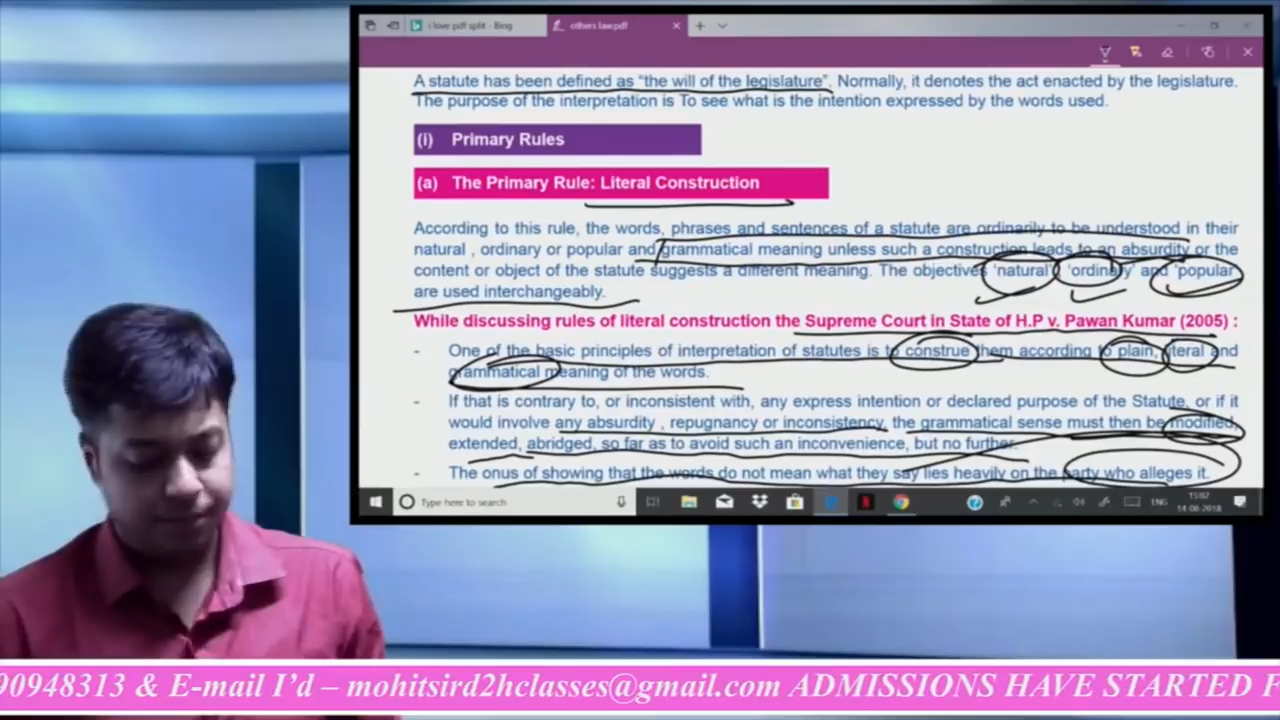 i love pdf split - Bing
others law.pdf
A statute has been defined as “the will of the legislature”. Normally, it denotes the act enacted by the legislature.
The purpose of the interpretation is To see what is the intention expressed by the words used.
(i) Primary Rules
(a) The Primary Rule: Literal Construction
According to this rule, the words, phrases and sentences of a statute are ordinarily to be understood in their
natural , ordinary or popular and grammatical meaning unless such a construction leads to an absurdity or the
content or object of the statute suggests a different meaning. The objectives ‘natural’, ‘ordinary’ and ‘popular’
are used interchangeably.
While discussing rules of literal construction the Supreme Court in State of H.P v. Pawan Kumar (2005) :
- One of the basic principles of interpretation of statutes is to construe them according to plain, literal and
grammatical meaning of the words.
- If that is contrary to, or inconsistent with, any express intention or declared purpose of the Statute, or if it
would involve any absurdity , repugnancy or inconsistency, the grammatical sense must then be modified,
extended, abridged, so far as to avoid such an inconvenience, but no further.
- The onus of showing that the words do not mean what they say lies heavily on the party who alleges it.
Type here to search
ENG
15:07
14-06-2018
90948313 & E-mail I’d – mohitsird2hclasses@gmail.com ADMISSIONS HAVE STARTED F